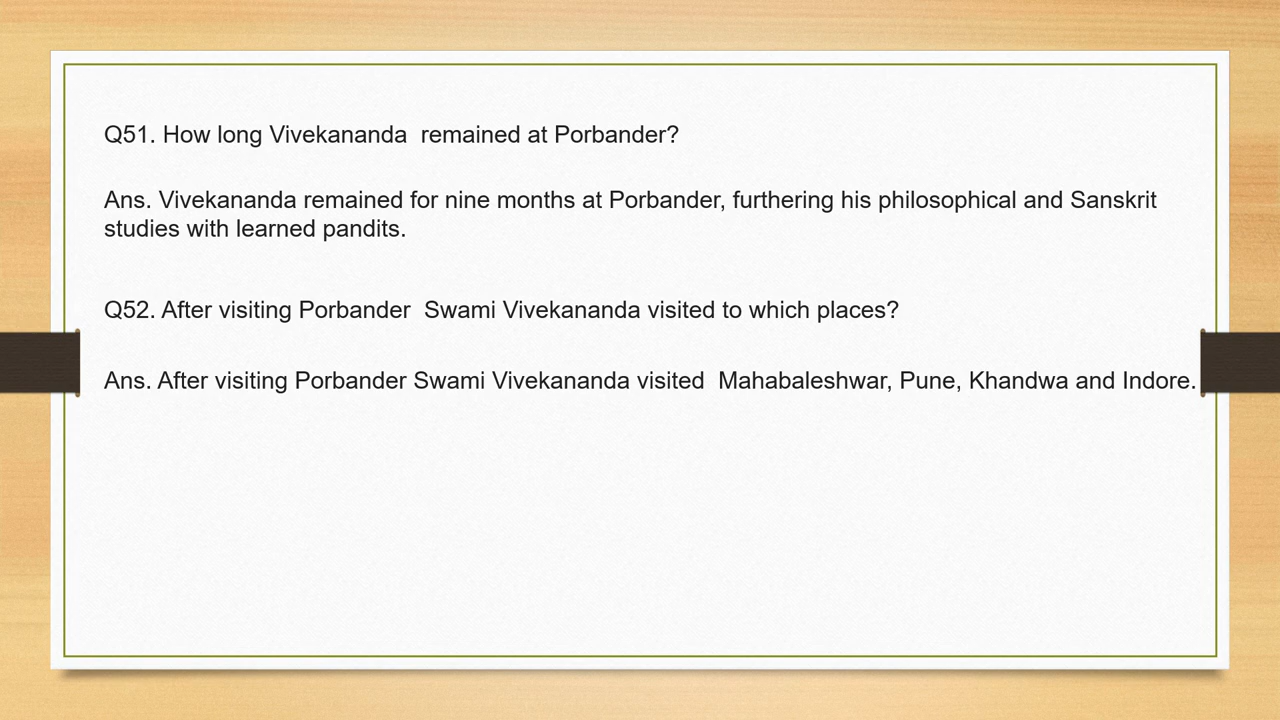 Q51. How long Vivekananda  remained at Porbander?
Ans. Vivekananda remained for nine months at Porbander, furthering his philosophical and Sanskrit
studies with learned pandits.
Q52. After visiting Porbander  Swami Vivekananda visited to which places?
Ans. After visiting Porbander Swami Vivekananda visited  Mahabaleshwar, Pune, Khandwa and Indore.